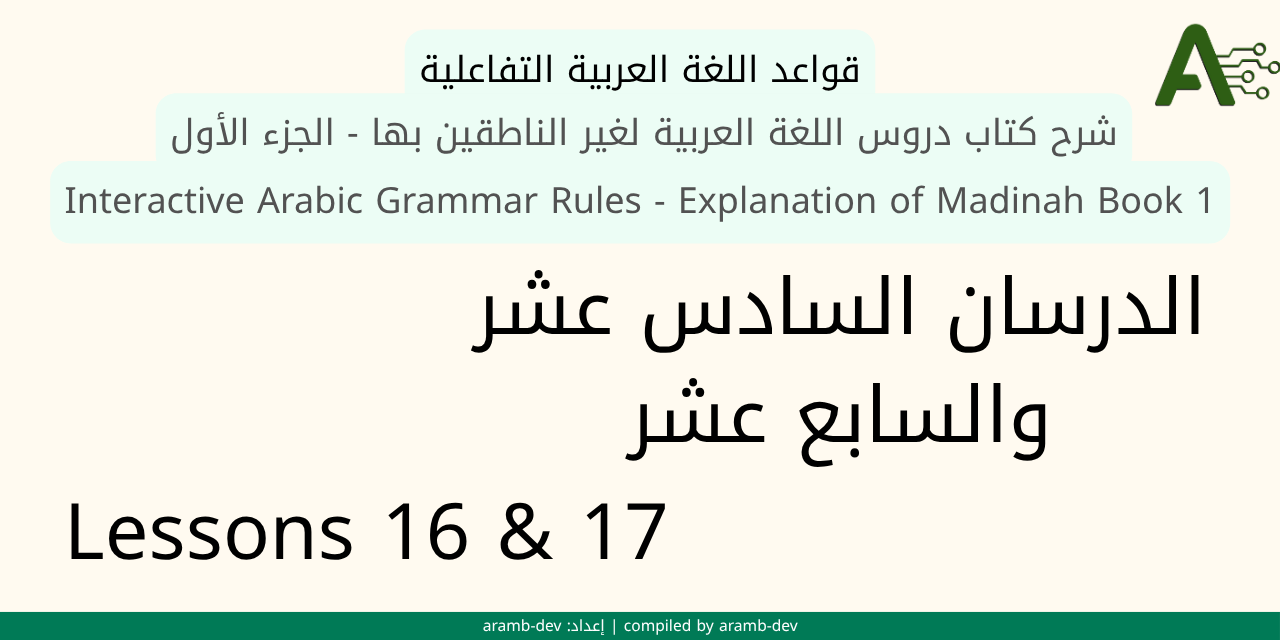 قواعد اللغة العربية التفاعلية
شرح كتاب دروس اللغة العربية لغير الناطقين بها - الجزء الأول
Interactive Arabic Grammar Rules - Explanation of Madinah Book 1
الدرسان السادس عشر
والسابع عشر
Lessons 16 & 17
aramb-dev :إعداد | compiled by aramb-dev